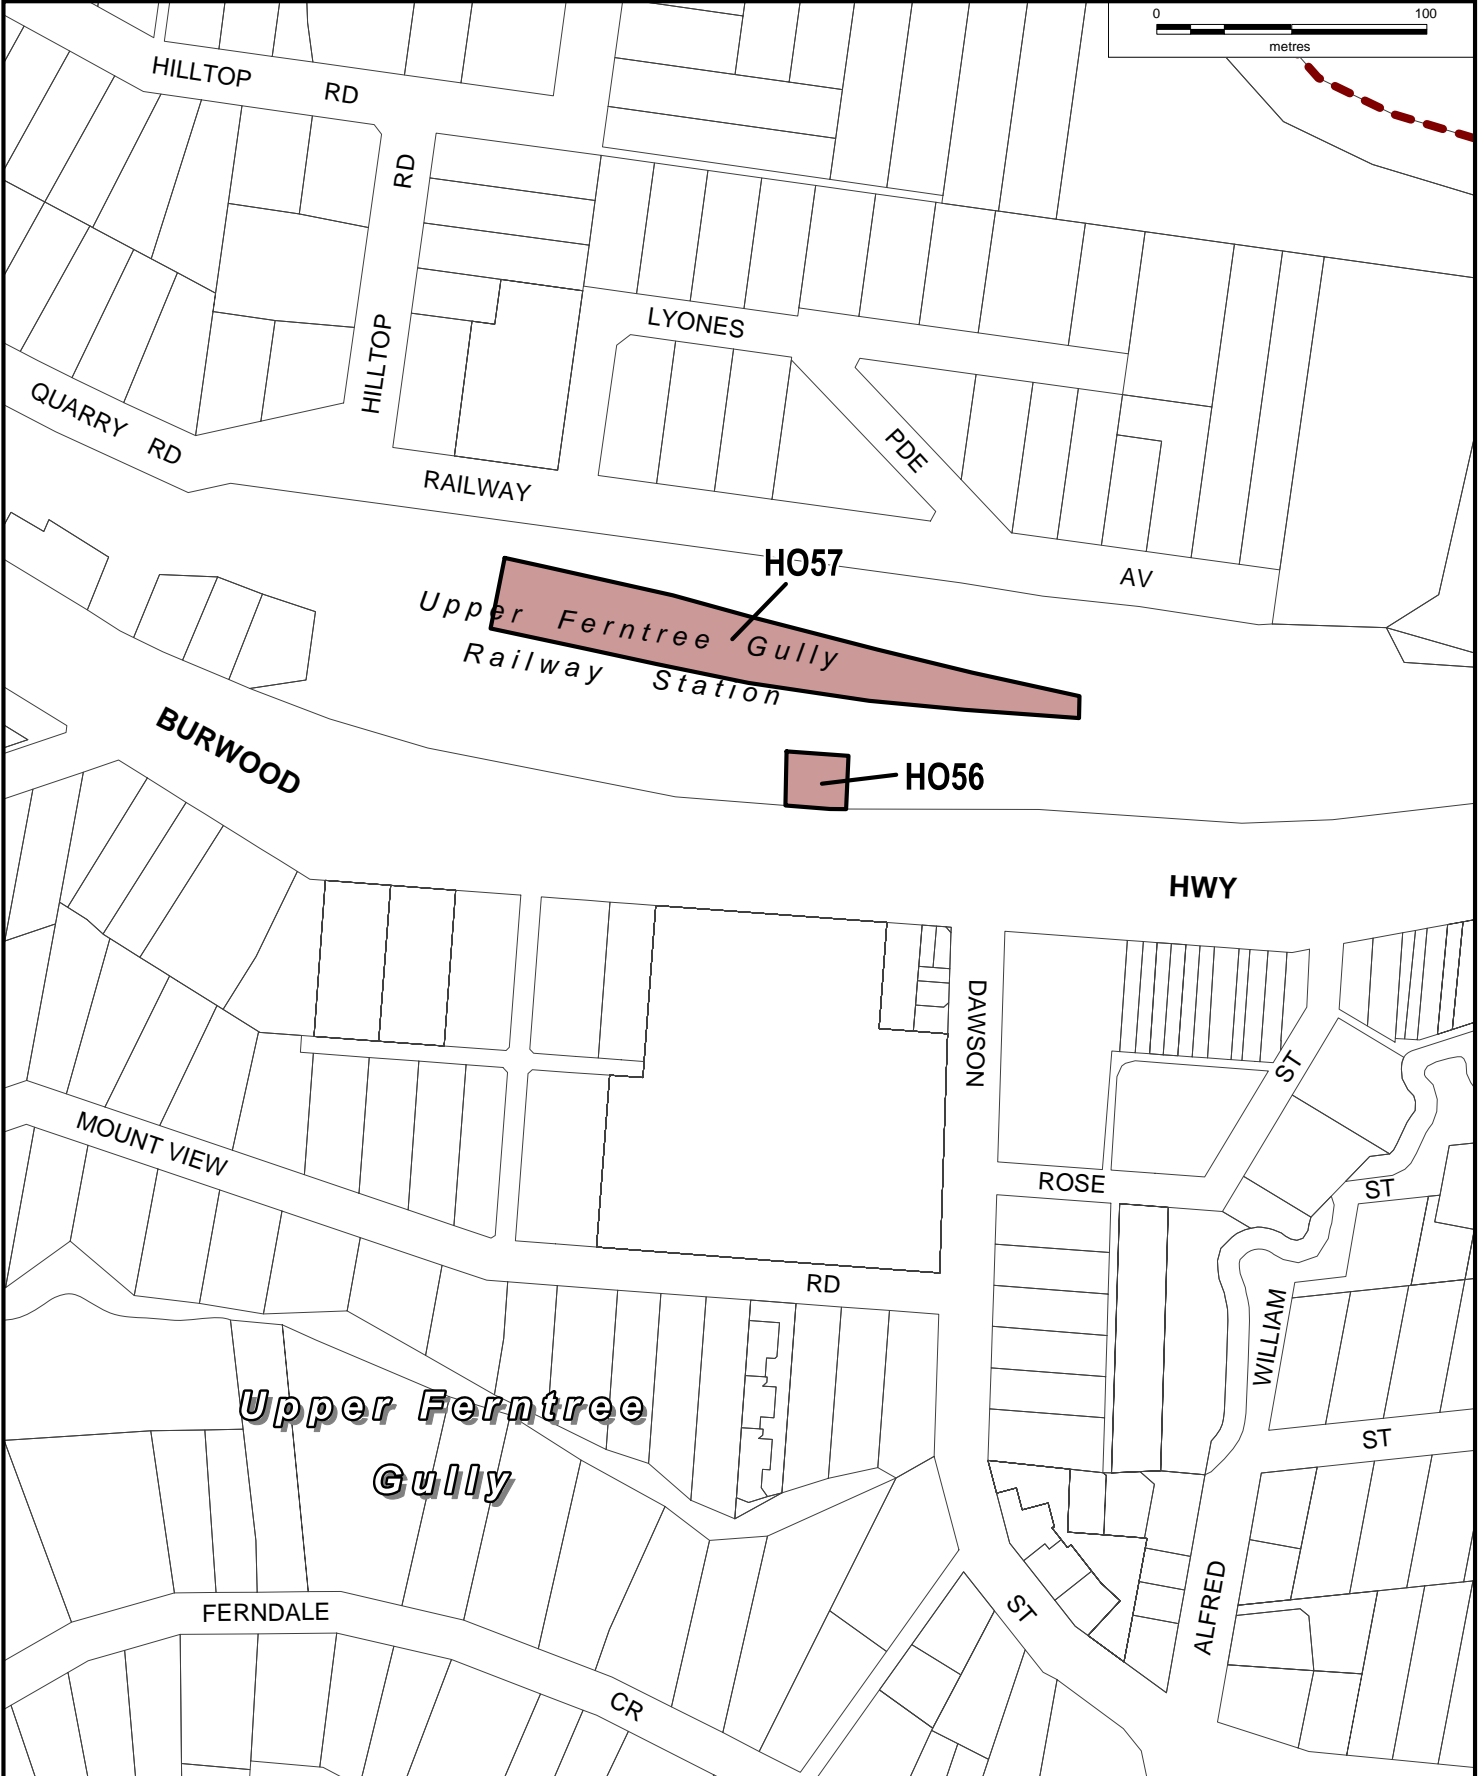 0 100
metres
HILLTOP RD
RD
HILLTOP
LYONES
PDE
QUARRY RD
RAILWAY
AV
HO57
Upper Ferntree Gully
Railway Station
BURWOOD
HO56
HWY
DAWSON
ST
MOUNT VIEW
ROSE
ST
RD
WILLIAM
Upper Ferntree
Gully
ST
ALFRED
ST
FERNDALE
CR